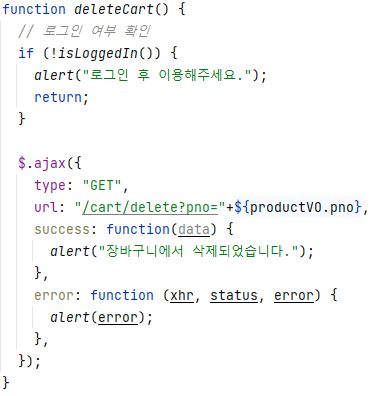 function deleteCart() {
  // 로그인 여부 확인
  if (!isLoggedIn()) {
    alert("로그인 후 이용해주세요.");
    return;
  }

  $.ajax({
    type: "GET",
    url: "/cart/delete?pno="+${productVO.pno},
    success: function(data) {
      alert("장바구니에서 삭제되었습니다.");
    },
    error: function (xhr, status, error) {
      alert(error);
    },
  });
}